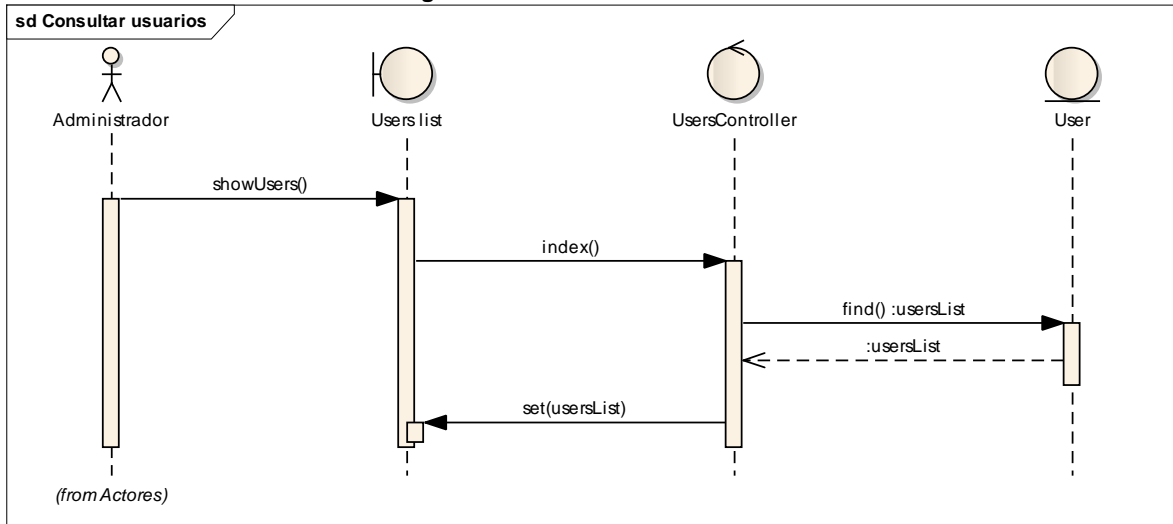 sd Consultar usuarios
Administrador
Users list
UsersController
User
showUsers()
index()
find() :usersList
:usersList
set(usersList)
(from Actores)